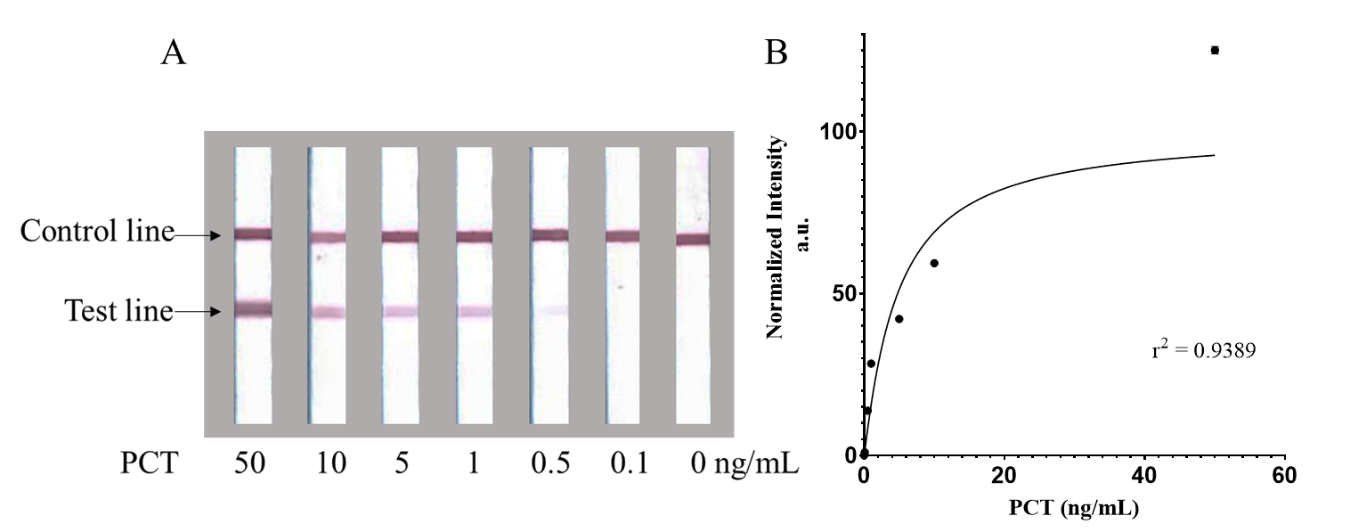 A
Control line
Test line
PCT 50 10 5 1 0.5 0.1 0 ng/mL
B
Normalized Intensity
a.u.
100
50
0
r² = 0.9389
0 20 40 60
PCT (ng/mL)